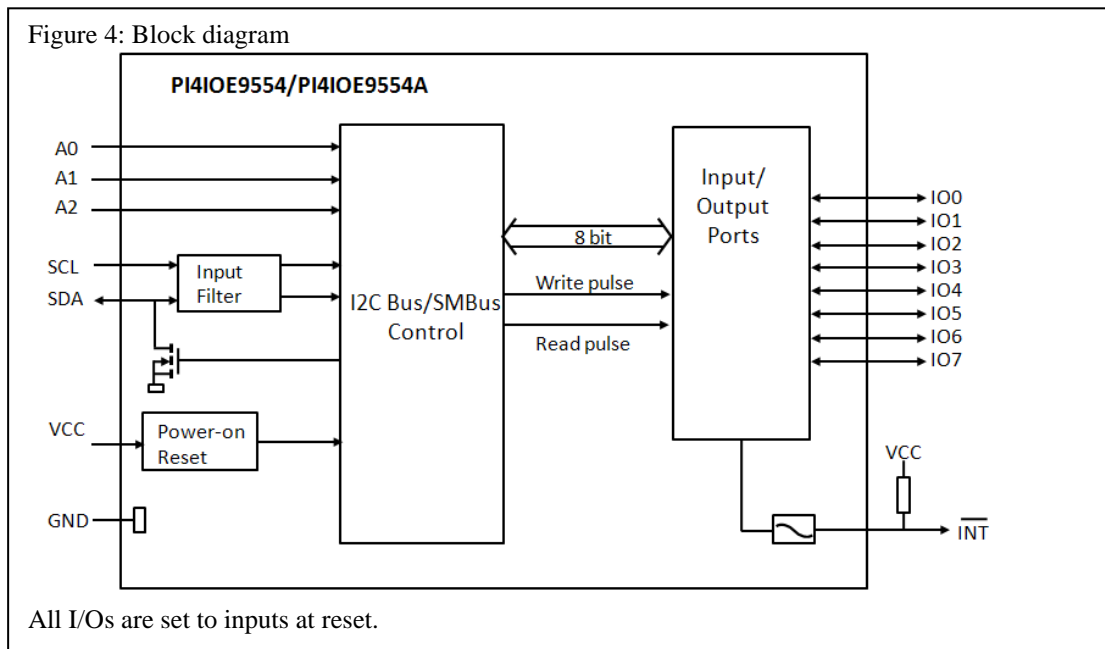 Figure 4: Block diagram
PI4IOE9554/PI4IOE9554A
A0
A1
A2
SCL
SDA
VCC
GND
Input
Filter
Power-on
Reset
I2C Bus/SMBus
Control
8 bit
Write pulse
Read pulse
Input/
Output
Ports
IO0
IO1
IO2
IO3
IO4
IO5
IO6
IO7
VCC
INT
All I/Os are set to inputs at reset.